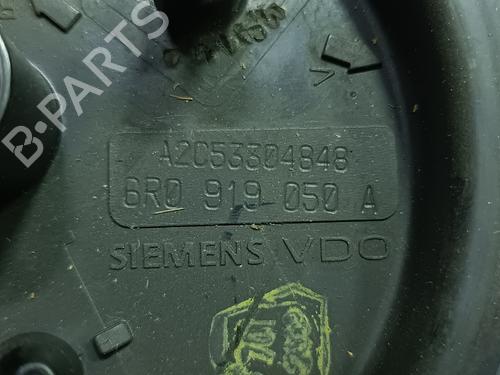 A2C53304848
6R0 919 050 A
SIEMENS VDO
B-PARTS